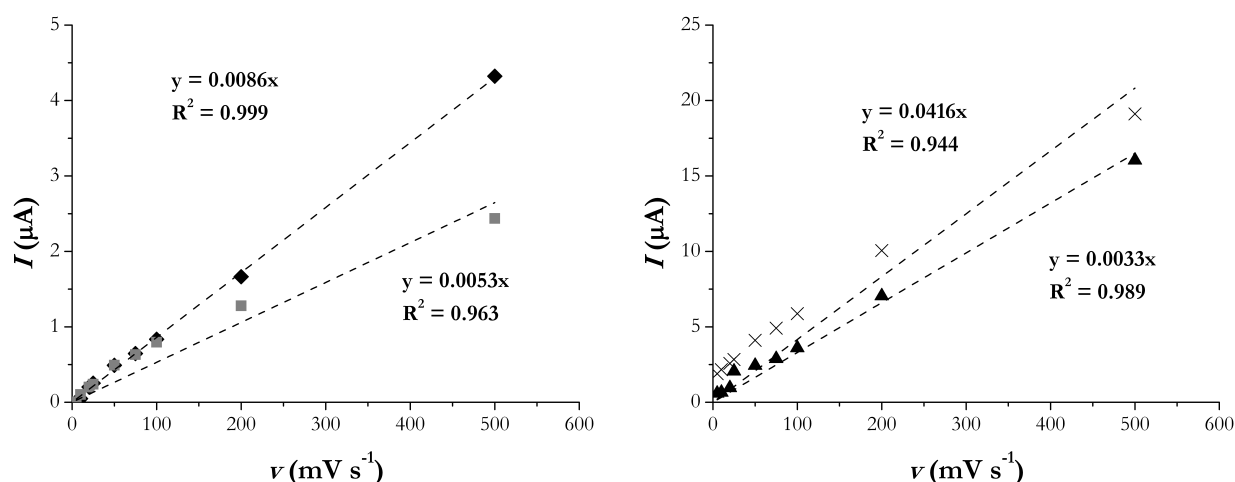 5
4
3
2
1
0
I (μA)
y = 0.0086x
R² = 0.999
y = 0.0053x
R² = 0.963
0 100 200 300 400 500 600
v (mV s⁻¹)
25
20
15
10
5
0
I (μA)
y = 0.0416x
R² = 0.944
y = 0.0033x
R² = 0.989
0 100 200 300 400 500 600
v (mV s⁻¹)